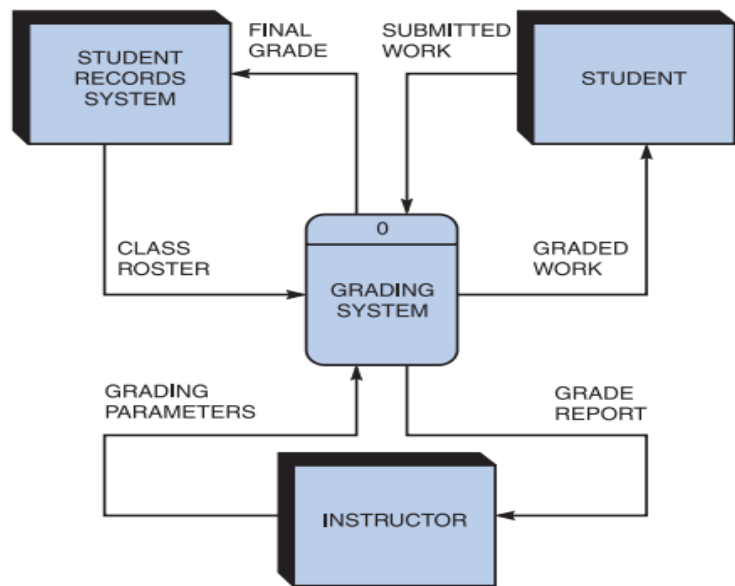 FINAL
GRADE
SUBMITTED
WORK
STUDENT
RECORDS
SYSTEM
STUDENT
0
CLASS
ROSTER
GRADED
WORK
GRADING
SYSTEM
GRADING
PARAMETERS
GRADE
REPORT
INSTRUCTOR